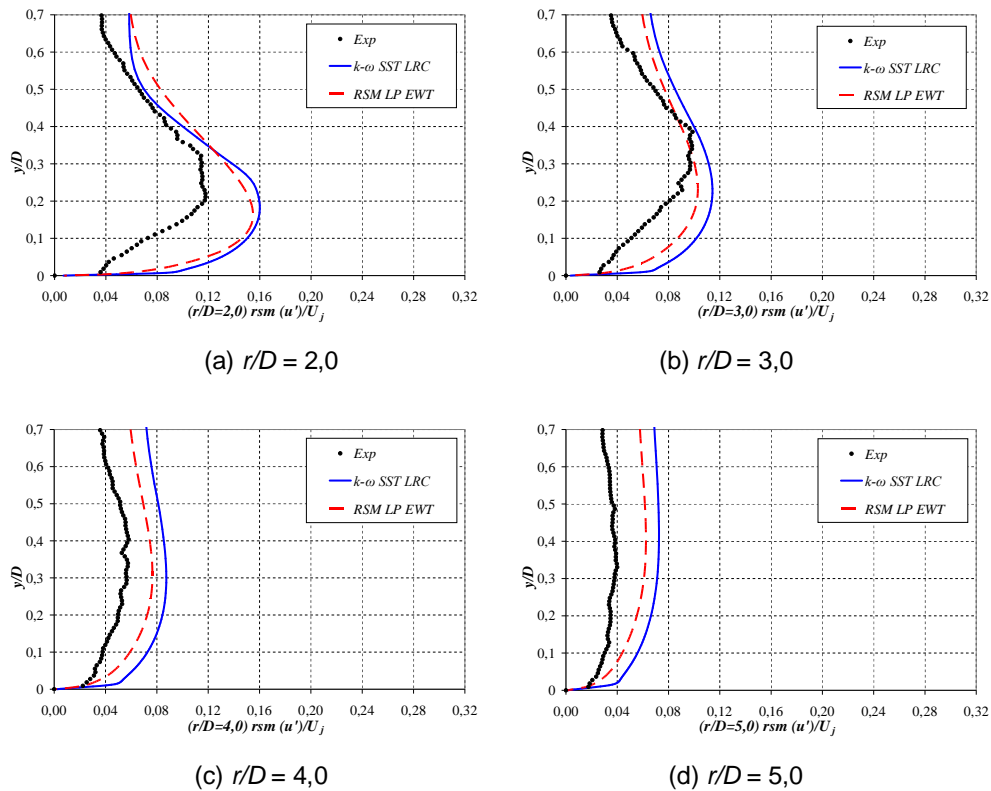 0,7
0,6
0,5
0,4
0,3
0,2
0,1
0
y/D
0,00 0,04 0,08 0,12 0,16 0,20 0,24 0,28 0,32
(r/D=2,0) rsm (u')/U_j
Exp
k-ω SST LRC
RSM LP EWT
(a) r/D = 2,0
0,7
0,6
0,5
0,4
0,3
0,2
0,1
0
y/D
0,00 0,04 0,08 0,12 0,16 0,20 0,24 0,28 0,32
(r/D=3,0) rsm (u')/U_j
Exp
k-ω SST LRC
RSM LP EWT
(b) r/D = 3,0
0,7
0,6
0,5
0,4
0,3
0,2
0,1
0
y/D
0,00 0,04 0,08 0,12 0,16 0,20 0,24 0,28 0,32
(r/D=4,0) rsm (u')/U_j
Exp
k-ω SST LRC
RSM LP EWT
(c) r/D = 4,0
0,7
0,6
0,5
0,4
0,3
0,2
0,1
0
y/D
0,00 0,04 0,08 0,12 0,16 0,20 0,24 0,28 0,32
(r/D=5,0) rsm (u')/U_j
Exp
k-ω SST LRC
RSM LP EWT
(d) r/D = 5,0